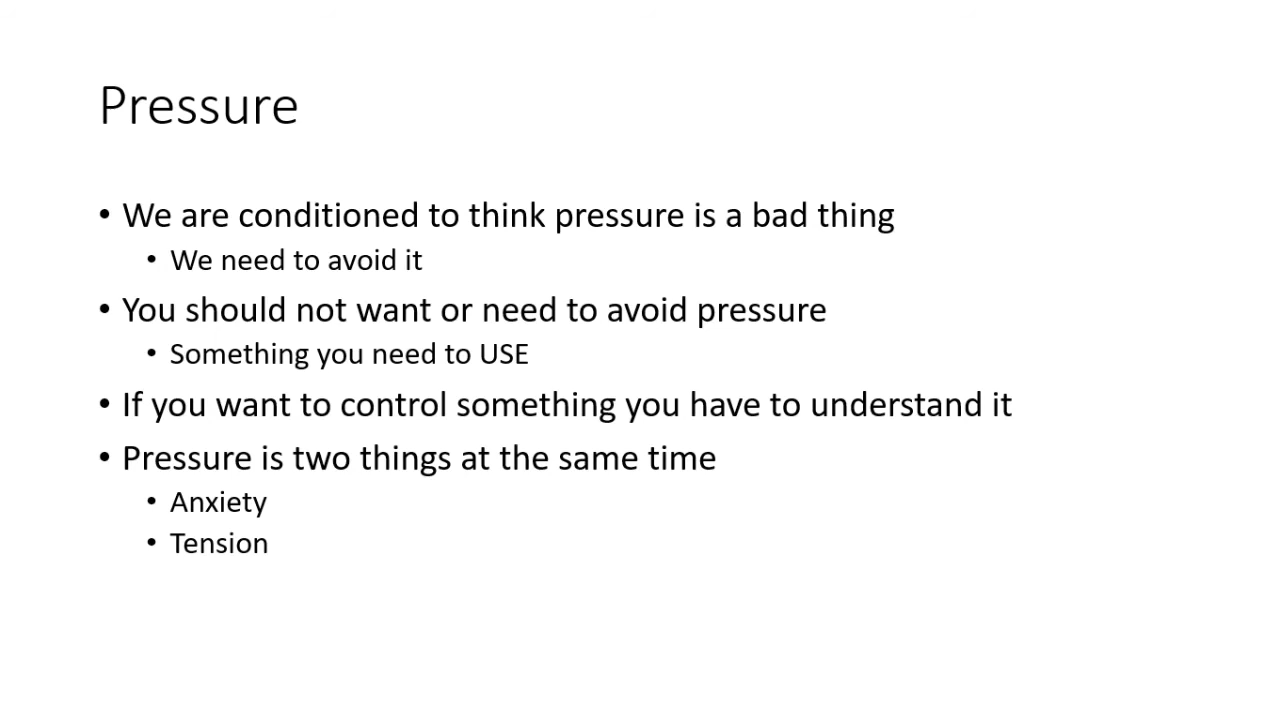 Pressure
• We are conditioned to think pressure is a bad thing
• We need to avoid it
• You should not want or need to avoid pressure
• Something you need to USE
• If you want to control something you have to understand it
• Pressure is two things at the same time
• Anxiety
• Tension